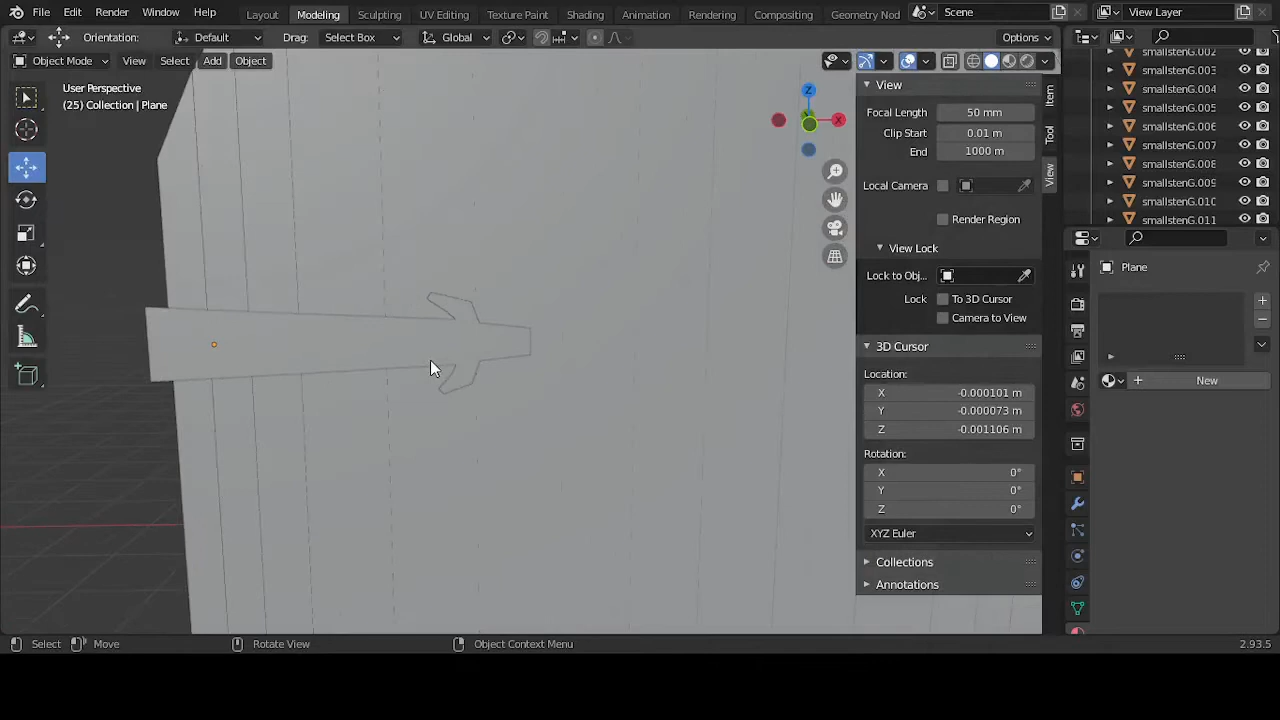 File Edit Render Window Help Layout Modeling Sculpting UV Editing Texture Paint Shading Animation Rendering Compositing Geometry Nod Scene View Layer
Orientation: Default Drag: Select Box Global Options
Object Mode View Select Add Object
User Perspective
(25) Collection | Plane
Z
X
View
Focal Length 50 mm
Clip Start 0.01 m
End 1000 m
Local Camera
Render Region
View Lock
Lock to Obj...
Lock To 3D Cursor
Camera to View
3D Cursor
Location:
X -0.000101 m
Y -0.000073 m
Z -0.001106 m
Rotation:
X 0°
Y 0°
Z 0°
XYZ Euler
Collections
Annotations
Item
Tool
View
smallstenG.002
smallstenG.003
smallstenG.004
smallstenG.005
smallstenG.006
smallstenG.007
smallstenG.008
smallstenG.009
smallstenG.010
smallstenG.011
Plane
New
Select Move Rotate View Object Context Menu 2.93.5